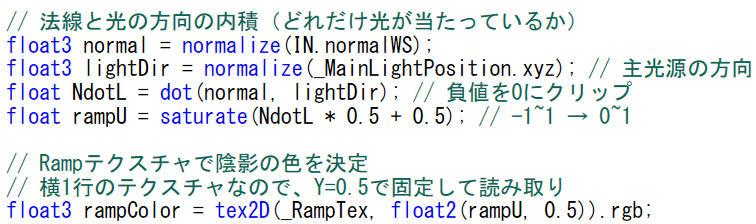 // 法線と光の方向の内積（どれだけ光が当たっているか）
float3 normal = normalize(IN.normalWS);
float3 lightDir = normalize(_MainLightPosition.xyz); // 主光源の方向
float NdotL = dot(normal, lightDir); // 負値を0にクリップ
float rampU = saturate(NdotL * 0.5 + 0.5); // -1~1 → 0~1

// Rampテクスチャで陰影の色を決定
// 横1行のテクスチャなので、Y=0.5で固定して読み取り
float3 rampColor = tex2D(_RampTex, float2(rampU, 0.5)).rgb;